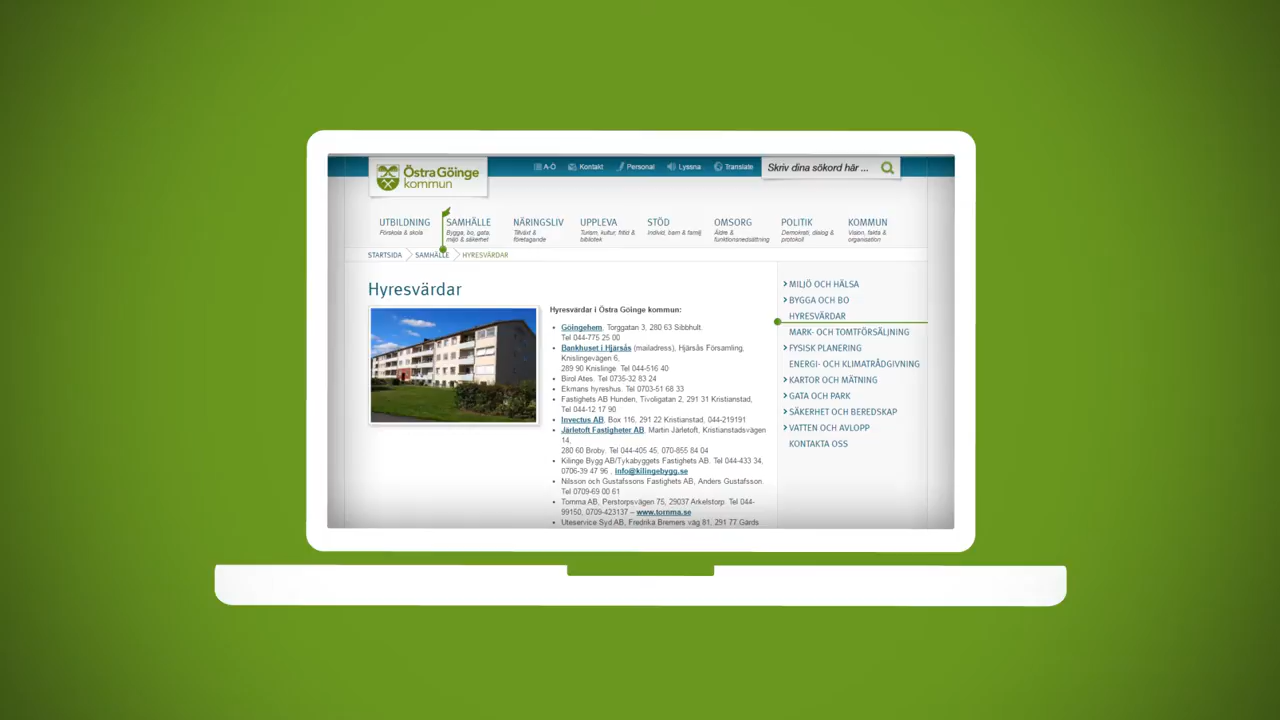 Östra Göinge
kommun
A-Ö Kontakt Personal Lyssna Translate
Skriv dina sökord här ...
UTBILDNING
Förskola & skola
SAMHÄLLE
Bygga, bo, gata,
miljö & säkerhet
NÄRINGSLIV
Tillväxt &
företagande
UPPLEVA
Turism, kultur, fritid &
bibliotek
STÖD
Individ, barn & familj
OMSORG
Äldre &
funktionsnedsättning
POLITIK
Demokrati, dialog &
protokoll
KOMMUN
Vision, fakta &
organisation
STARTSIDA SAMHÄLLE HYRESVÄRDAR
Hyresvärdar
Hyresvärdar i Östra Göinge kommun:
Göingehem, Torggatan 3, 280 63 Sibbhult.
Tel 044-775 25 00
Bankhuset i Hjärsås (mailadress), Hjärsås Församling,
Knislingevägen 6,
289 90 Knislinge Tel 044-516 40
Birol Ates. Tel 0735-32 83 24
Ekmans hyreshus. Tel 0703-51 68 33
Fastighets AB Hunden, Tivoligatan 2, 291 31 Kristianstad,
Tel 044-12 17 90
Invectus AB, Box 116, 291 22 Kristianstad, 044-219191
Järletoft Fastigheter AB, Martin Järletoft, Kristianstadsvägen
14,
280 60 Broby. Tel 044-405 45, 070-855 84 04
Kilinge Bygg AB/Tykabyggets Fastighets AB. Tel 044-433 34,
0706-39 47 96 , info@kilingebygg.se
Nilsson och Gustafssons Fastighets AB, Anders Gustafsson.
Tel 0709-69 00 61
Tornma AB, Perstorpsvägen 75, 29037 Arkelstorp. Tel 044-
99150, 0709-423137 – www.tornma.se
Uteservice Syd AB, Fredrika Bremers väg 81, 291 77 Gärds
MILJÖ OCH HÄLSA
BYGGA OCH BO
HYRESVÄRDAR
MARK- OCH TOMTFÖRSÄLJNING
FYSISK PLANERING
ENERGI- OCH KLIMATRÅDGIVNING
KARTOR OCH MÄTNING
GATA OCH PARK
SÄKERHET OCH BEREDSKAP
VATTEN OCH AVLOPP
KONTAKTA OSS